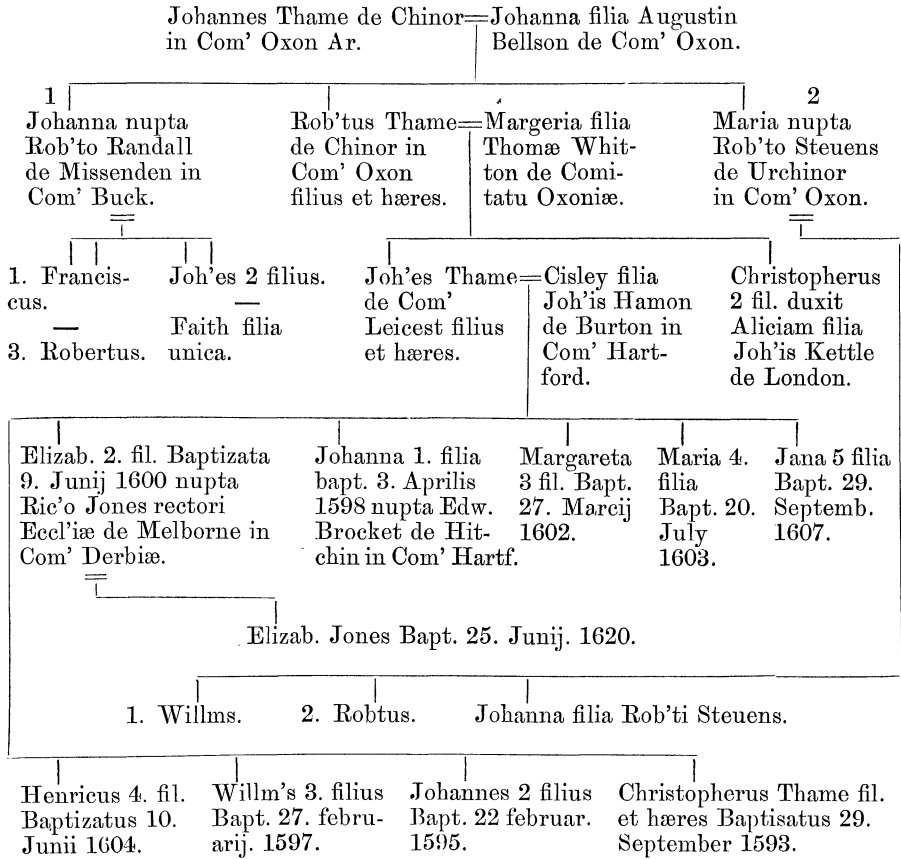 Johannes Thame de Chinor=Johanna filia Augustin
in Com' Oxon Ar.
Bellson de Com' Oxon.
1
Johanna nupta
Rob'to Randall
de Missenden in
Com' Buck.
Rob'tus Thame=Margeria filia
de Chinor in
Com' Oxon
filius et hæres.
Thomæ Whit-
ton de Comi-
tatu Oxoniæ.
2
Maria nupta
Rob'to Steuens
de Urchinor
in Com' Oxon.
1. Francis-
cus.
—
3. Robertus.
Joh'es 2 filius.
—
Faith filia
unica.
Joh'es Thame=Cisley filia
de Com'
Leicest filius
et hæres.
Joh'is Hamon
de Burton in
Com' Hart-
ford.
Christopherus
2 fil. duxit
Aliciam filia
Joh'is Kettle
de London.
Elizab. 2. fil. Baptizata
9. Junij 1600 nupta
Ric'o Jones rectori
Eccl'iæ de Melborne in
Com' Derbiæ.
Johanna 1. filia
bapt. 3. Aprilis
1598 nupta Edw.
Brocket de Hit-
chin in Com' Hartf.
Margareta
3 fil. Bapt.
27. Marcij
1602.
Maria 4.
filia
Bapt. 20.
July
1603.
Jana 5 filia
Bapt. 29.
Septemb.
1607.
Elizab. Jones Bapt. 25. Junij. 1620.
1. Willms.
2. Robtus.
Johanna filia Rob'ti Steuens.
Henricus 4. fil.
Baptizatus 10.
Junii 1604.
Willm's 3. filius
Bapt. 27. febru-
arij. 1597.
Johannes 2 filius
Bapt. 22 februar.
1595.
Christopherus Thame fil.
et hæres Baptisatus 29.
September 1593.